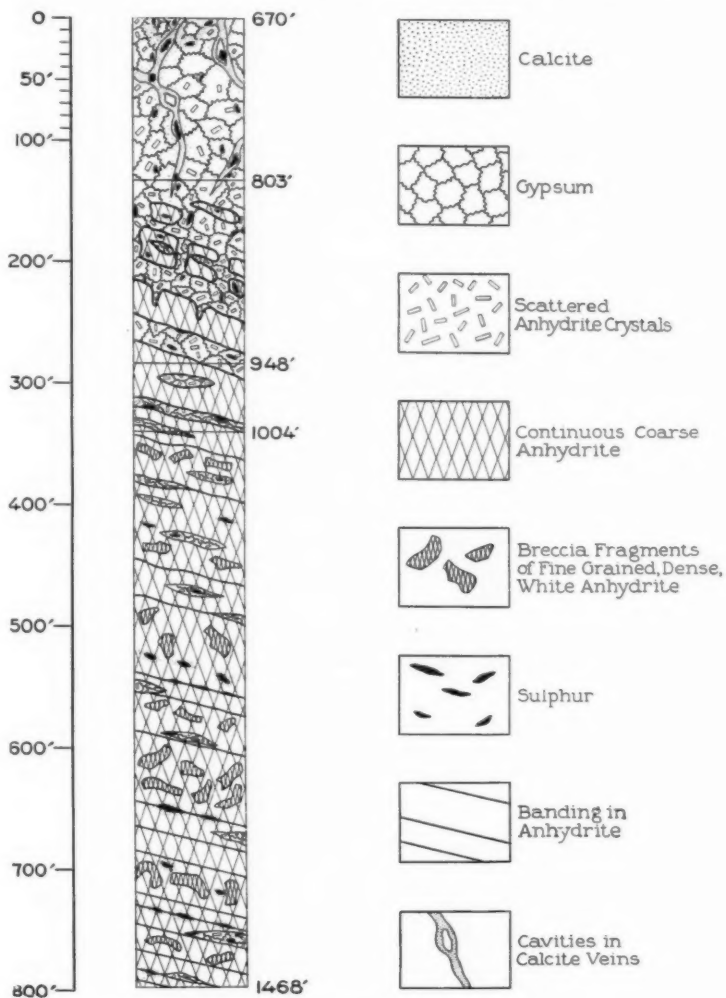 0
50′
100′
200′
300′
400′
500′
600′
700′
800′
670′
803′
948′
1004′
1468′
Calcite
Gypsum
Scattered
Anhydrite Crystals
Continuous Coarse
Anhydrite
Breccia Fragments
of Fine Grained, Dense,
White Anhydrite
Sulphur
Banding in
Anhydrite
Cavities in
Calcite Veins